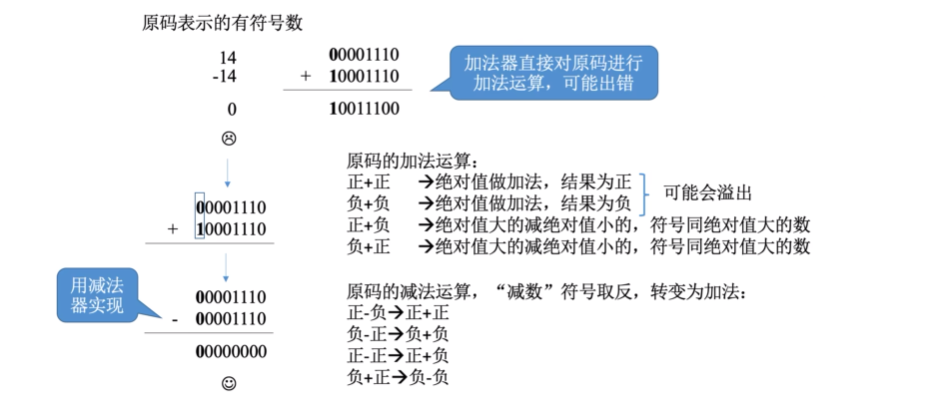 原码表示的有符号数
14
-14
0
☹
00001110
+ 10001110
10011100
加法器直接对原码进行
加法运算，可能出错
00001110
+ 10001110
用减法
器实现
00001110
- 00001110
00000000
☺
原码的加法运算：
正+正 →绝对值做加法，结果为正
负+负 →绝对值做加法，结果为负
可能会溢出
正+负 →绝对值大的减绝对值小的，符号同绝对值大的数
负+正 →绝对值大的减绝对值小的，符号同绝对值大的数
原码的减法运算，“减数”符号取反，转变为加法：
正-负→正+正
负-正→负+负
正-正→正+负
负+正→负-负